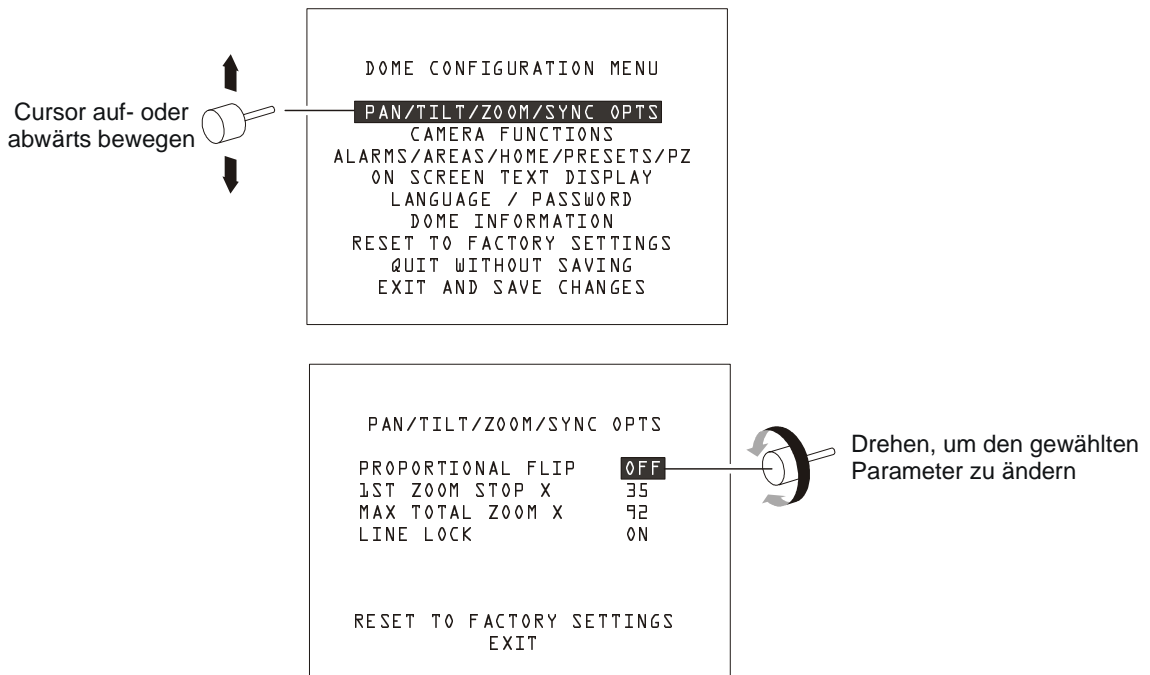 DOME CONFIGURATION MENU
Cursor auf- oder
abwärts bewegen
PAN/TILT/ZOOM/SYNC OPTS
CAMERA FUNCTIONS
ALARMS/AREAS/HOME/PRESETS/PZ
ON SCREEN TEXT DISPLAY
LANGUAGE / PASSWORD
DOME INFORMATION
RESET TO FACTORY SETTINGS
QUIT WITHOUT SAVING
EXIT AND SAVE CHANGES
PAN/TILT/ZOOM/SYNC OPTS
PROPORTIONAL FLIP OFF
1ST ZOOM STOP X 35
MAX TOTAL ZOOM X 92
LINE LOCK ON
Drehen, um den gewählten
Parameter zu ändern
RESET TO FACTORY SETTINGS
EXIT